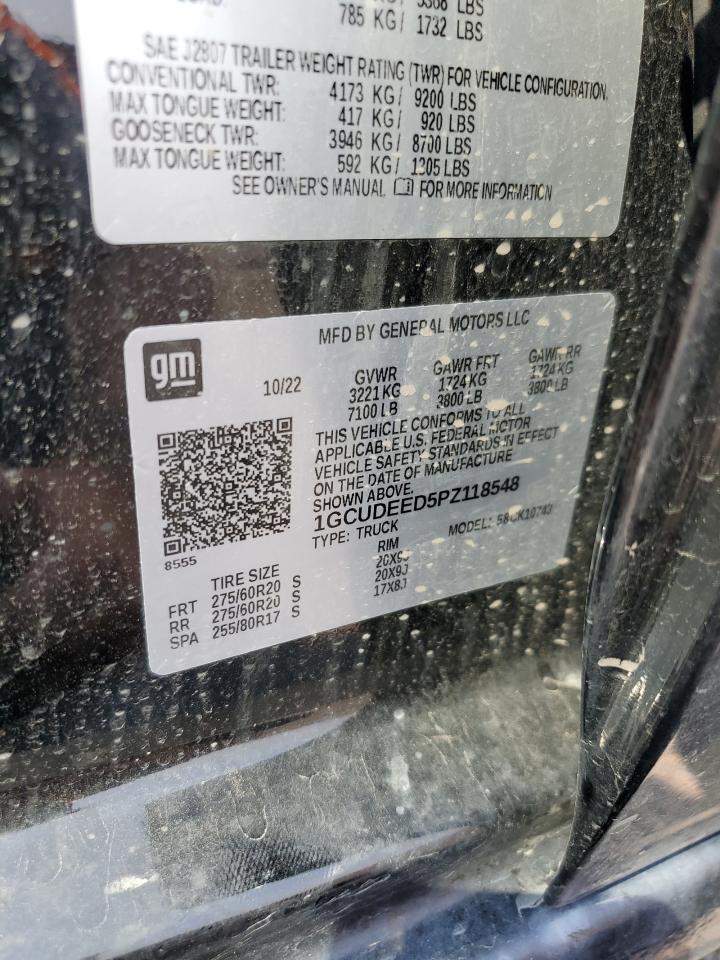 785 KG / 1732 LBS
SAE J2807 TRAILER WEIGHT RATING (TWR) FOR VEHICLE CONFIGURATION.
CONVENTIONAL TWR: 4173 KG / 9200 LBS
MAX TONGUE WEIGHT: 417 KG / 920 LBS
GOOSENECK TWR: 3946 KG / 8700 LBS
MAX TONGUE WEIGHT: 592 KG / 1305 LBS
SEE OWNER'S MANUAL FOR MORE INFORMATION
gm
MFD BY GENERAL MOTORS LLC
10/22
GVWR GAWR FRT GAWR RR
3221 KG 1724 KG 1724 KG
7100 LB 3800 LB 3800 LB
THIS VEHICLE CONFORMS TO ALL
APPLICABLE U.S. FEDERAL MOTOR
VEHICLE SAFETY STANDARDS IN EFFECT
ON THE DATE OF MANUFACTURE
SHOWN ABOVE.
1GCUDEED5PZ118548
TYPE: TRUCK MODEL: 58CK10743
8555
TIRE SIZE RIM
FRT 275/60R20 S 20X9J
RR 275/60R20 S 20X9J
SPA 255/80R17 S 17X8J